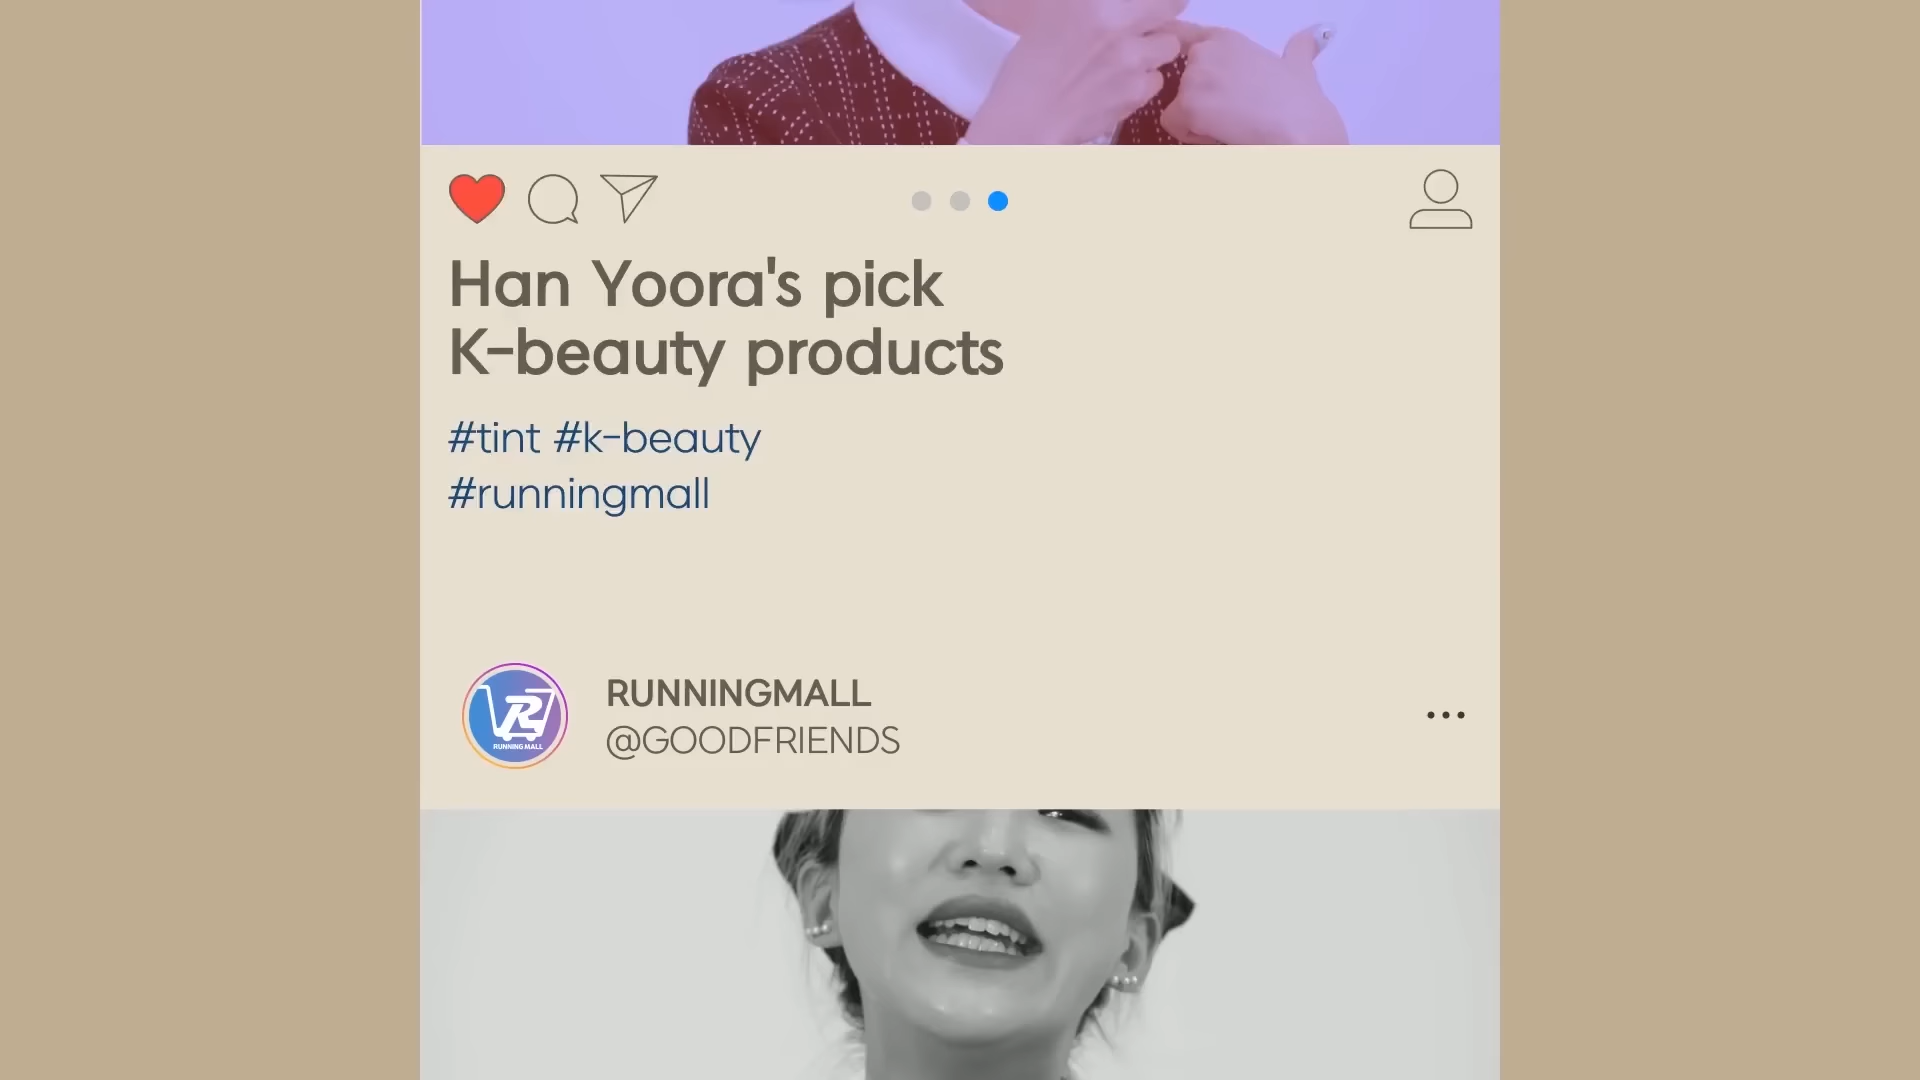 Han Yoora's pick
K-beauty products
#tint #k-beauty
#runningmall
RUNNINGMALL
@GOODFRIENDS
R
RUNNING MALL